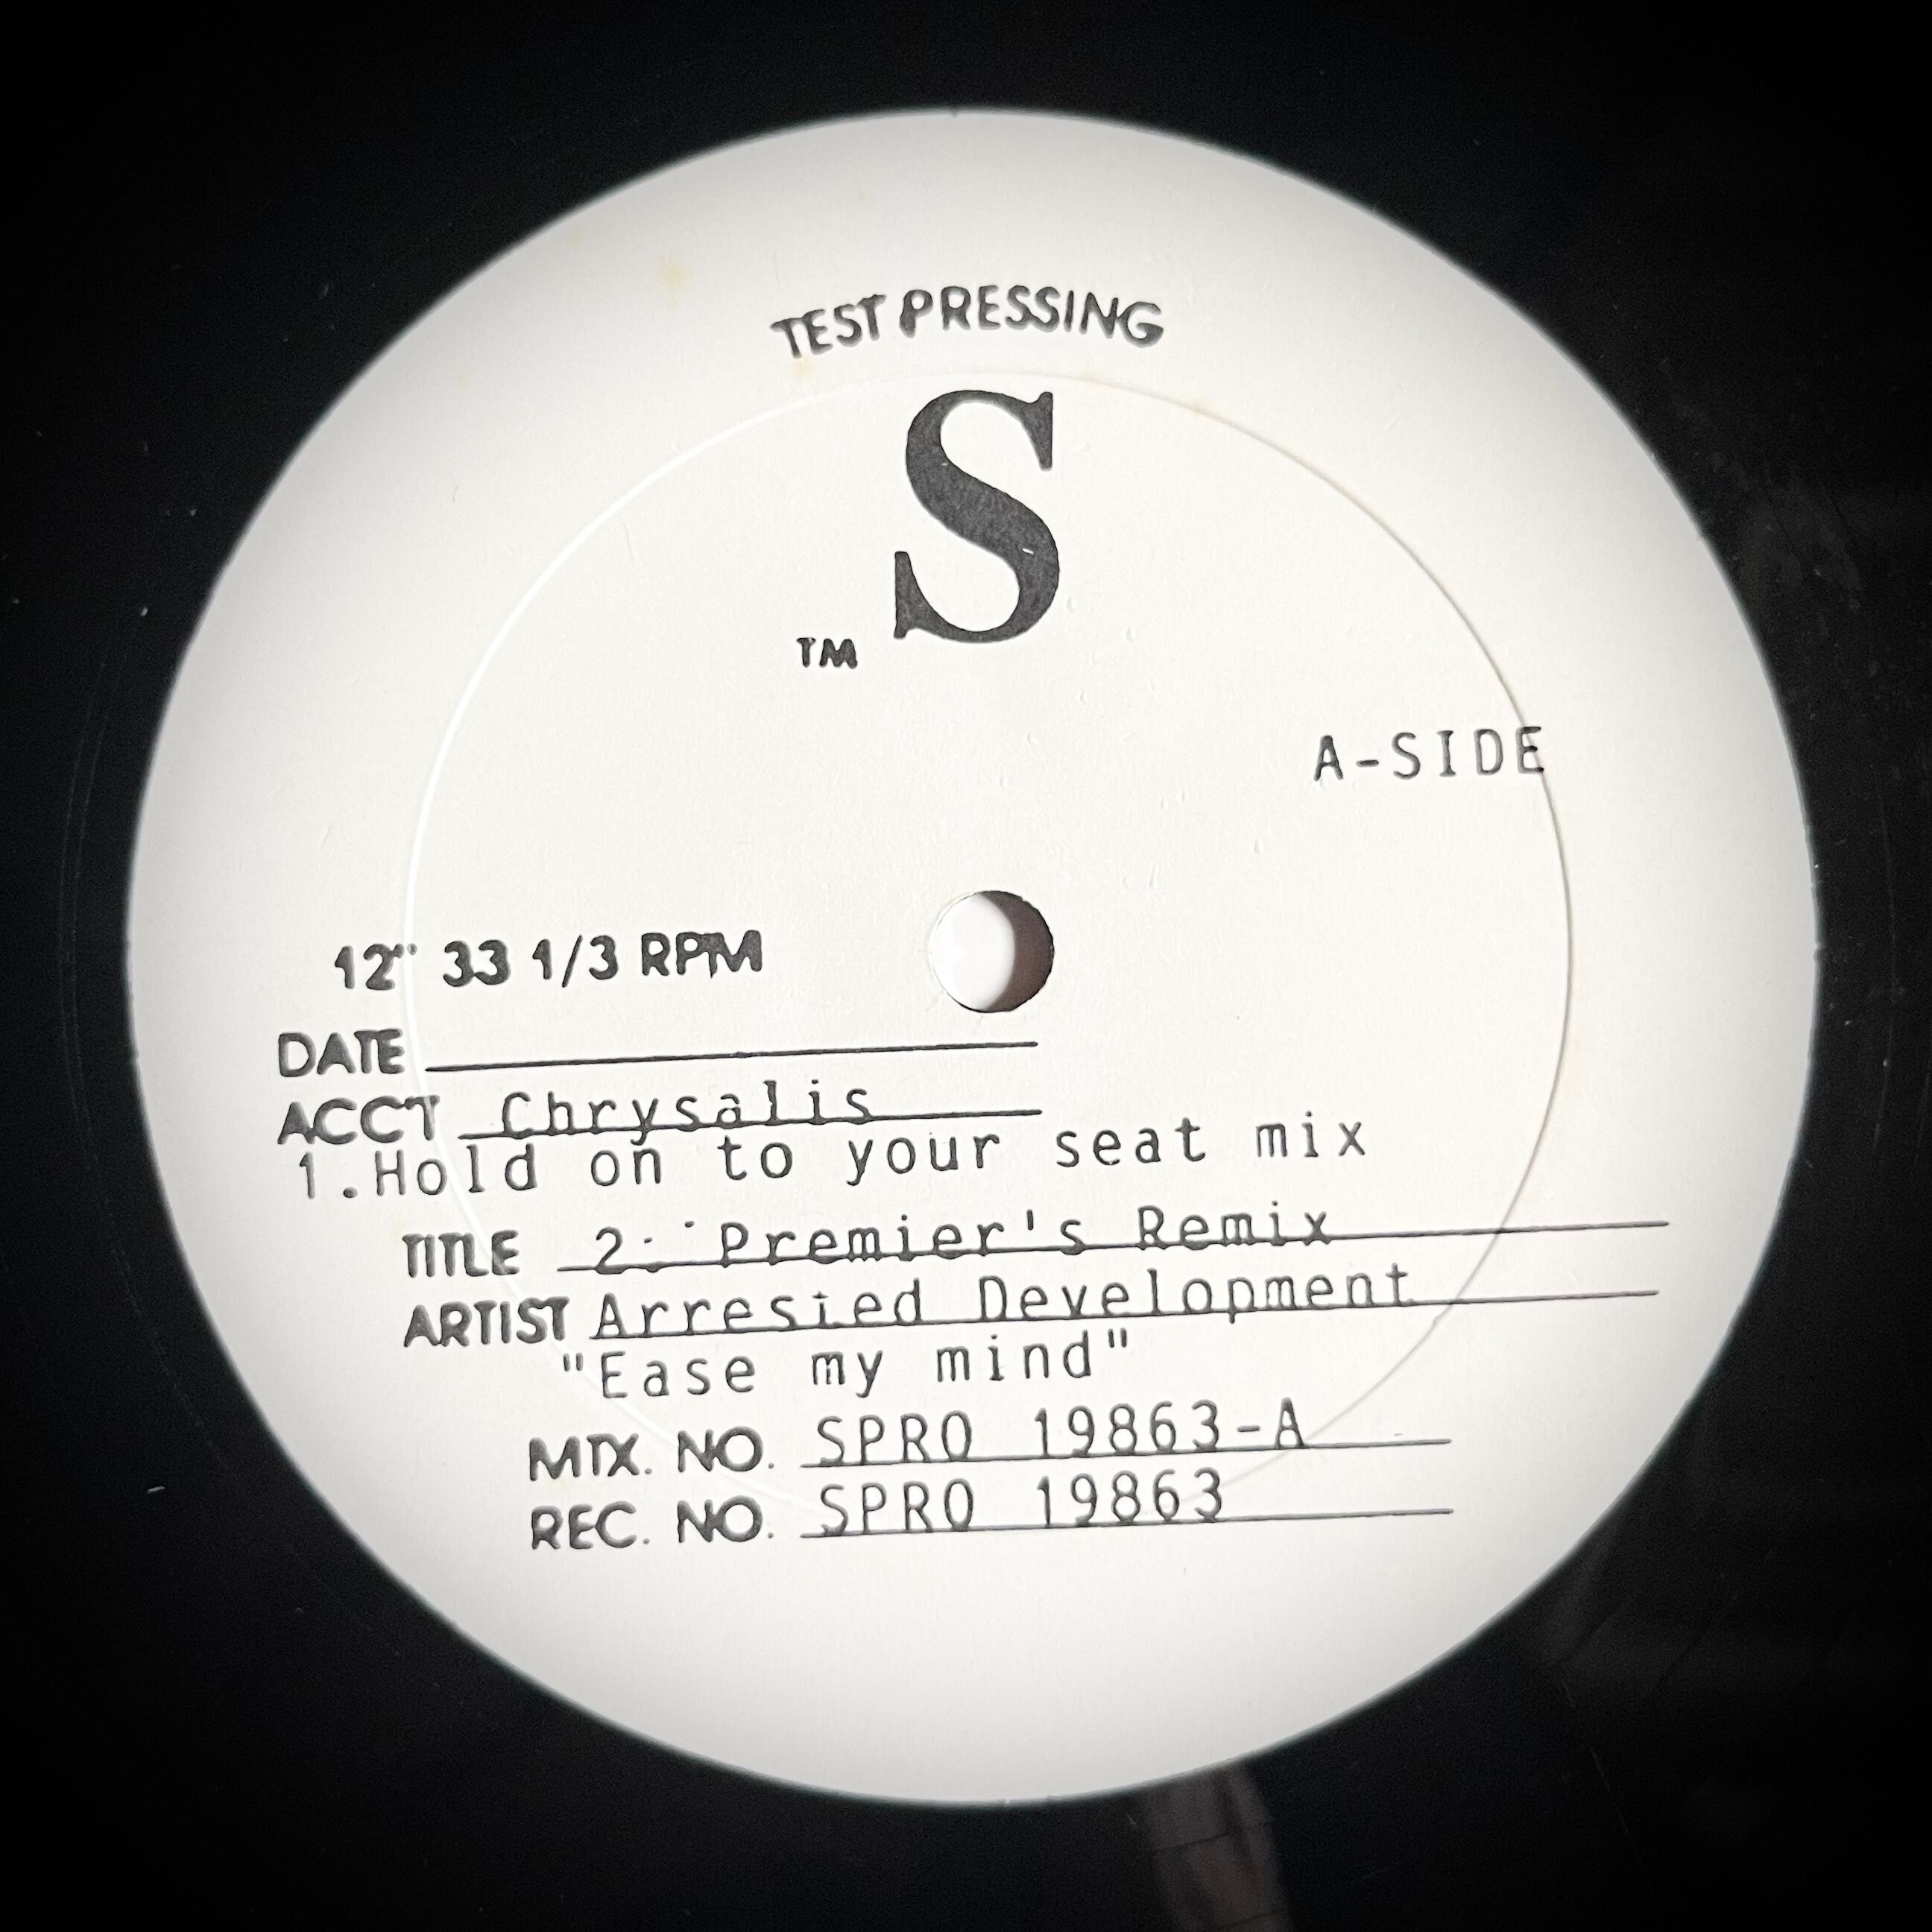 TEST PRESSING
S
TM
A-SIDE
12" 33 1/3 RPM
DATE
ACCT Chrysalis
1.Hold on to your seat mix
TITLE 2. Premier's Remix
ARTIST Arrested Development
"Ease my mind"
MTX. NO. SPRO 19863-A
REC. NO. SPRO 19863